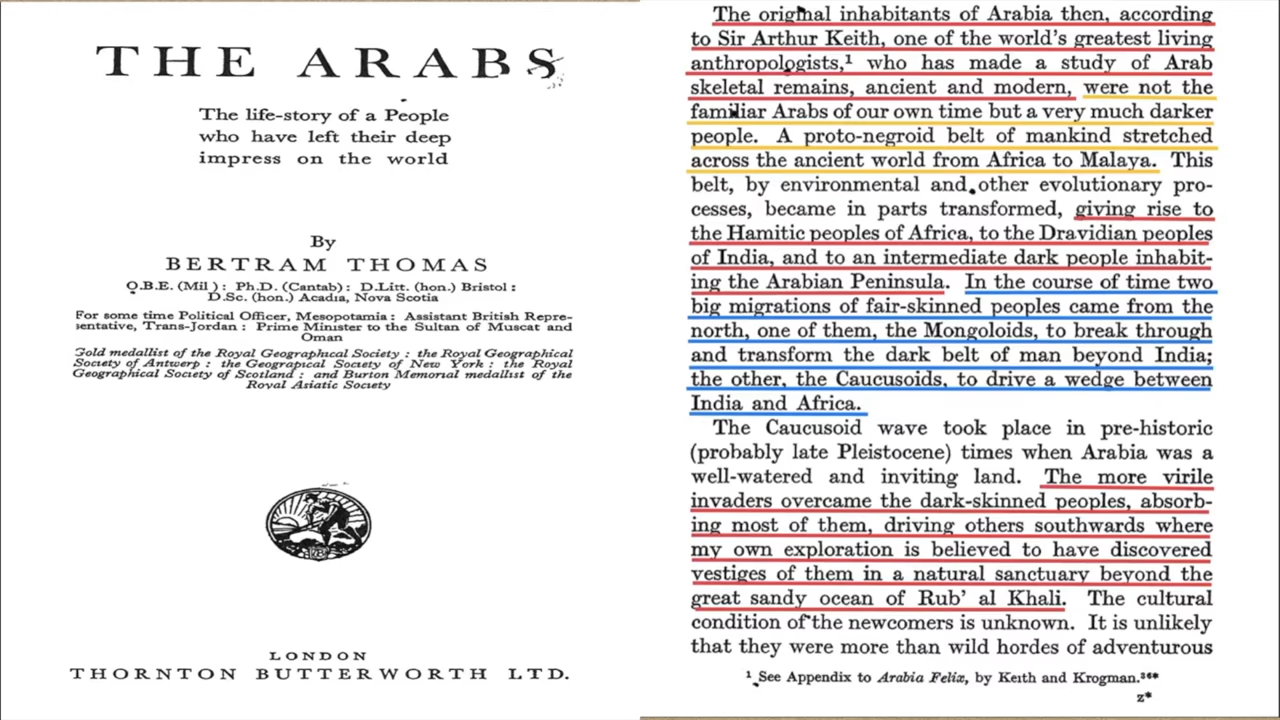 THE ARABS
The life-story of a People
who have left their deep
impress on the world
By
BERTRAM THOMAS
O.B.E. (Mil) : Ph.D. (Cantab) : D.Litt. (hon.) Bristol :
D.Sc. (hon.) Acadia, Nova Scotia
For some time Political Officer, Mesopotamia : Assistant British Repre-
sentative, Trans-Jordan : Prime Minister to the Sultan of Muscat and
Oman
Gold medallist of the Royal Geographical Society : the Royal Geographical
Society of Antwerp : the Geographical Society of New York : the Royal
Geographical Society of Scotland : and Burton Memorial medallist of the
Royal Asiatic Society
LONDON
THORNTON BUTTERWORTH LTD.
The original inhabitants of Arabia then, according
to Sir Arthur Keith, one of the world's greatest living
anthropologists,¹ who has made a study of Arab
skeletal remains, ancient and modern, were not the
familiar Arabs of our own time but a very much darker
people. A proto-negroid belt of mankind stretched
across the ancient world from Africa to Malaya. This
belt, by environmental and other evolutionary pro-
cesses, became in parts transformed, giving rise to
the Hamitic peoples of Africa, to the Dravidian peoples
of India, and to an intermediate dark people inhabit-
ing the Arabian Peninsula. In the course of time two
big migrations of fair-skinned peoples came from the
north, one of them, the Mongoloids, to break through
and transform the dark belt of man beyond India;
the other, the Caucusoids, to drive a wedge between
India and Africa.
The Caucusoid wave took place in pre-historic
(probably late Pleistocene) times when Arabia was a
well-watered and inviting land. The more virile
invaders overcame the dark-skinned peoples, absorb-
ing most of them, driving others southwards where
my own exploration is believed to have discovered
vestiges of them in a natural sanctuary beyond the
great sandy ocean of Rub' al Khali. The cultural
condition of the newcomers is unknown. It is unlikely
that they were more than wild hordes of adventurous
¹ See Appendix to Arabia Felix, by Keith and Krogman.³⁶*
z*